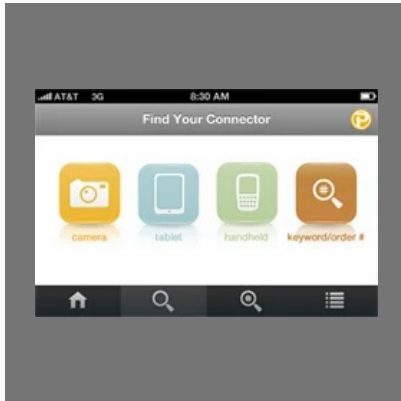 AT&T 3G 8:30 AM
Find Your Connector
camera tablet handheld keyword/order #